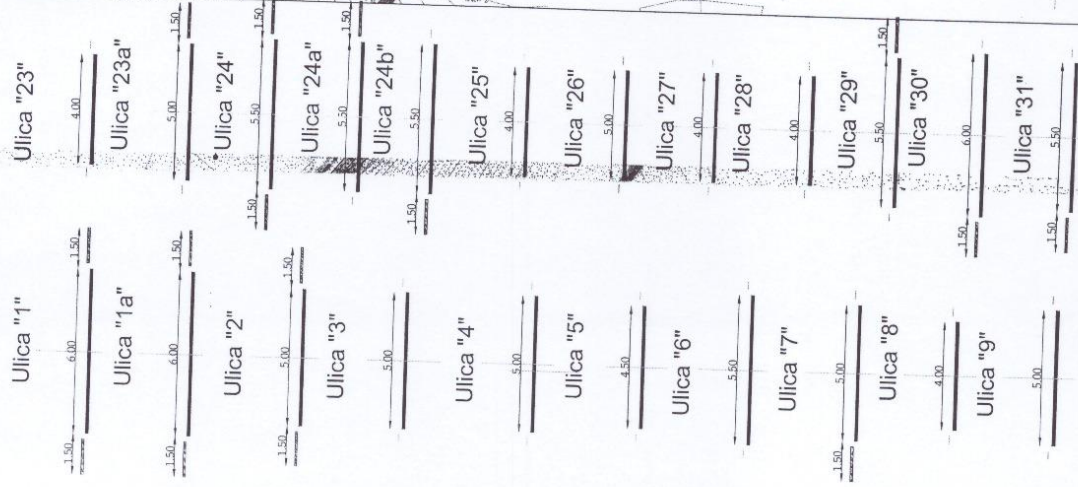 Ulica "1"
1.50 6.00 1.50
Ulica "1a"
1.50 6.00 1.50
Ulica "2"
1.50 5.00 1.50
Ulica "3"
5.00
Ulica "4"
5.00
Ulica "5"
4.50
Ulica "6"
5.50
Ulica "7"
1.50 5.00
Ulica "8"
4.00
Ulica "9"
5.00
Ulica "23"
4.00
Ulica "23a"
5.00 1.50
Ulica "24"
1.50 5.50 1.50
Ulica "24a"
5.50 1.50
Ulica "24b"
1.50 5.50
Ulica "25"
4.00
Ulica "26"
5.00
Ulica "27"
4.00
Ulica "28"
4.00
Ulica "29"
5.50 1.50
Ulica "30"
1.50 6.00
Ulica "31"
1.50 5.50